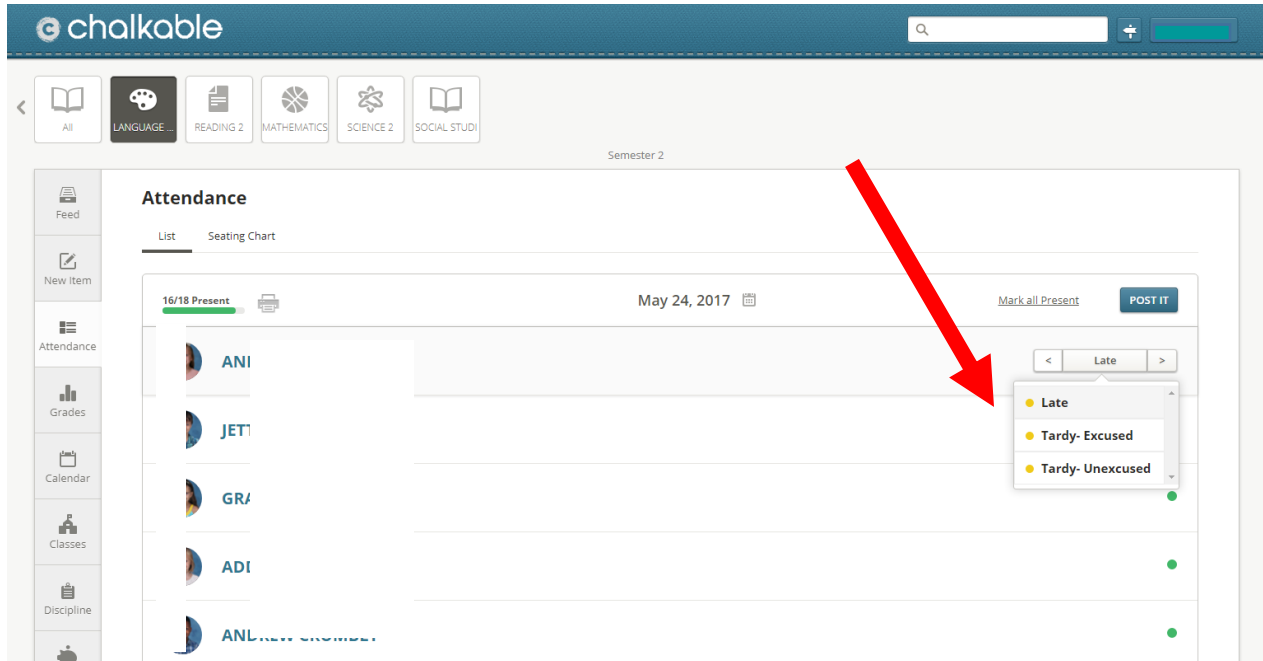 chalkable
All
LANGUAGE ...
READING 2
MATHEMATICS
SCIENCE 2
SOCIAL STUDI
Semester 2
Feed
New Item
Attendance
Grades
Calendar
Classes
Discipline
Attendance
List Seating Chart
16/18 Present
May 24, 2017
Mark all Present
POST IT
< Late >
Late
Tardy- Excused
Tardy- Unexcused
JETT
GRA